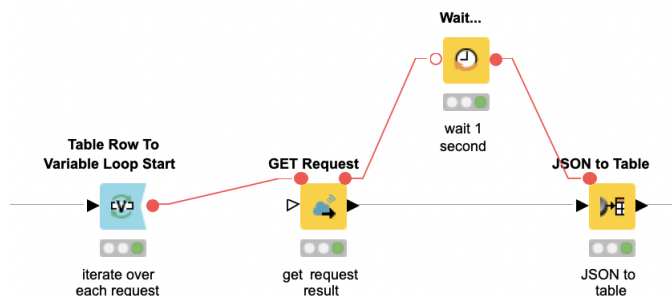 Wait...
wait 1
second
Table Row To
Variable Loop Start
GET Request
JSON to Table
V
iterate over
each request
get request
result
JSON to
table